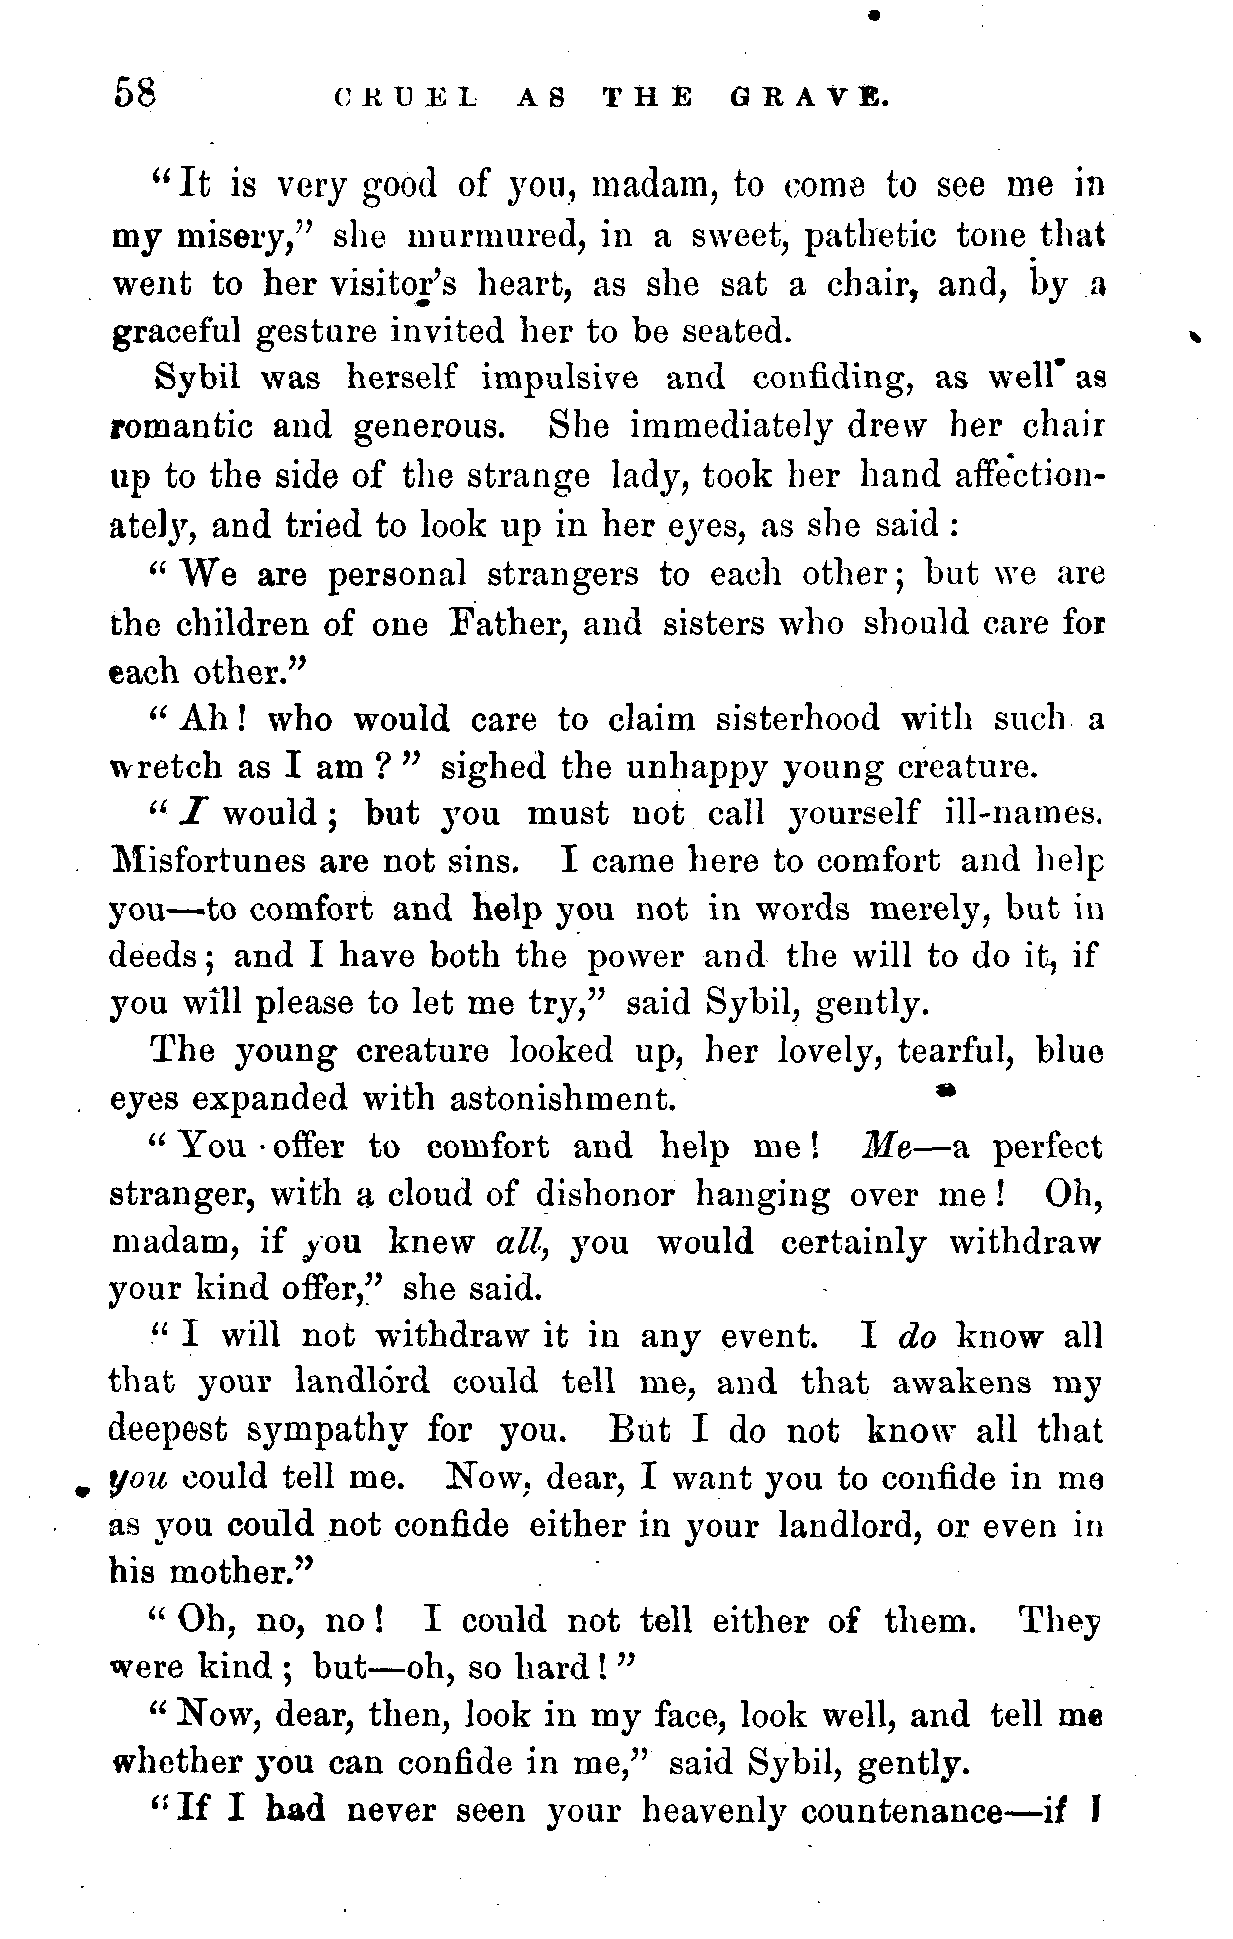 58 CRUEL AS THE GRAVE.
"It is very good of you, madam, to come to see me in
my misery," she murmured, in a sweet, pathetic tone that
went to her visitor's heart, as she sat a chair, and, by a
graceful gesture invited her to be seated.
Sybil was herself impulsive and confiding, as well as
romantic and generous. She immediately drew her chair
up to the side of the strange lady, took her hand affection-
ately, and tried to look up in her eyes, as she said:
"We are personal strangers to each other; but we are
the children of one Father, and sisters who should care for
each other."
"Ah! who would care to claim sisterhood with such a
wretch as I am?" sighed the unhappy young creature.
"I would; but you must not call yourself ill-names.
Misfortunes are not sins. I came here to comfort and help
you—to comfort and help you not in words merely, but in
deeds; and I have both the power and the will to do it, if
you will please to let me try," said Sybil, gently.
The young creature looked up, her lovely, tearful, blue
eyes expanded with astonishment.
"You offer to comfort and help me! Me—a perfect
stranger, with a cloud of dishonor hanging over me! Oh,
madam, if you knew all, you would certainly withdraw
your kind offer," she said.
"I will not withdraw it in any event. I do know all
that your landlord could tell me, and that awakens my
deepest sympathy for you. But I do not know all that
you could tell me. Now, dear, I want you to confide in me
as you could not confide either in your landlord, or even in
his mother."
"Oh, no, no! I could not tell either of them. They
were kind; but—oh, so hard!"
"Now, dear, then, look in my face, look well, and tell me
whether you can confide in me," said Sybil, gently.
"If I had never seen your heavenly countenance—if I